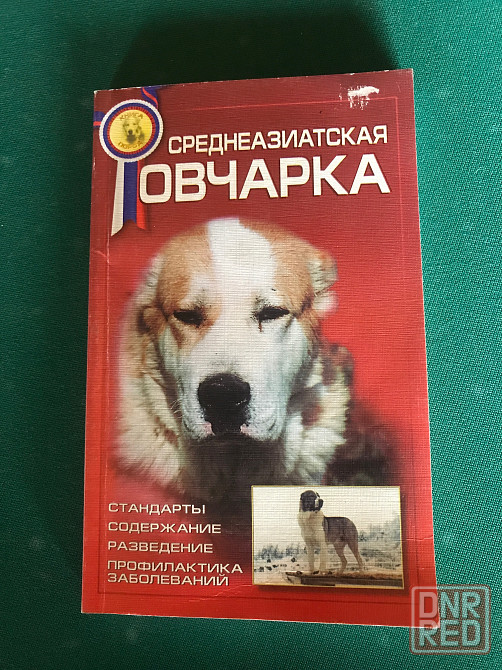 СРЕДНЕАЗИАТСКАЯ
ОВЧАРКА
СТАНДАРТЫ
СОДЕРЖАНИЕ
РАЗВЕДЕНИЕ
ПРОФИЛАКТИКА
ЗАБОЛЕВАНИЙ
DNR
RED